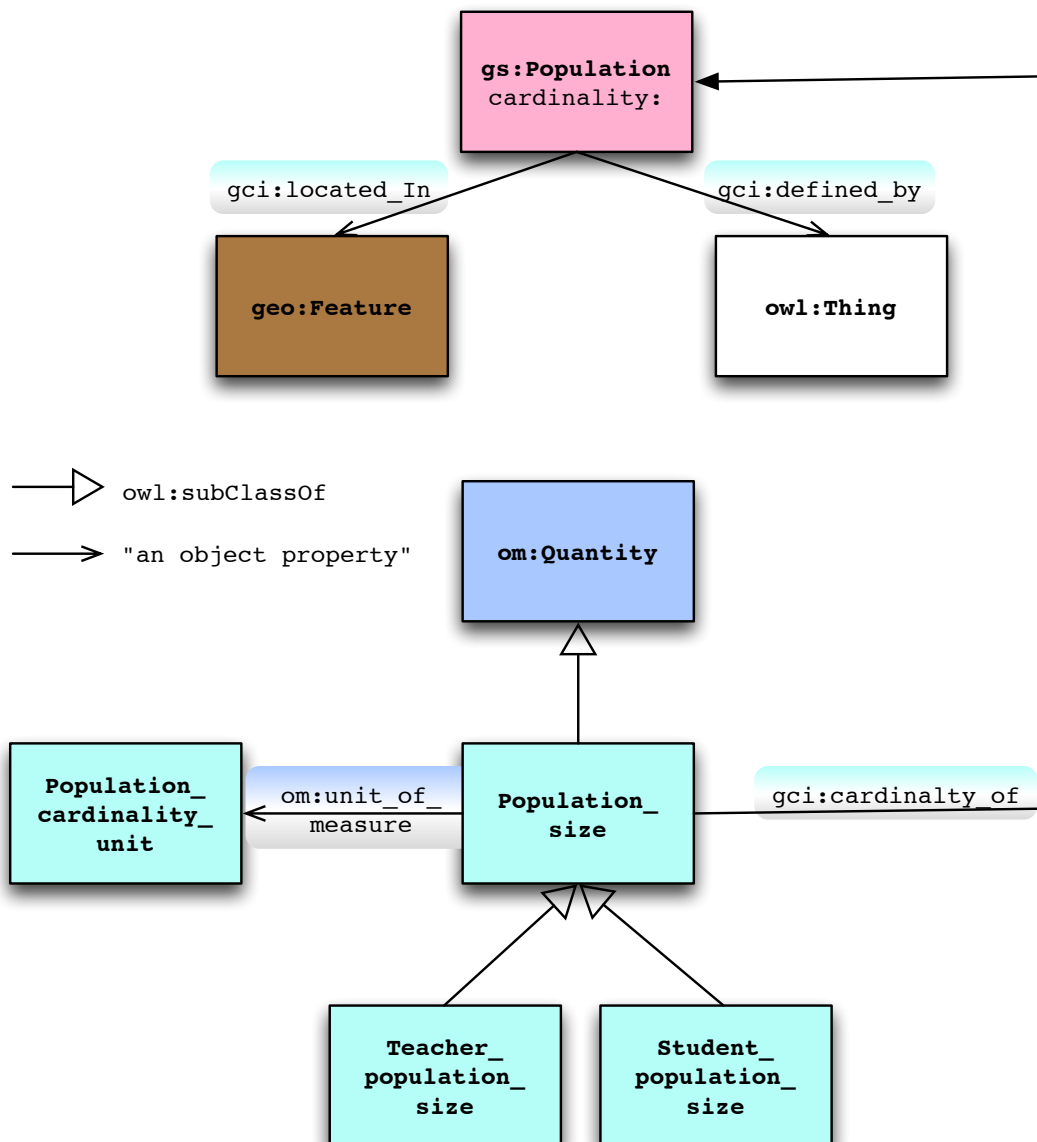 gs:Population
cardinality:
gci:located_In
gci:defined_by
geo:Feature
owl:Thing
owl:subClassOf
"an object property"
om:Quantity
Population_
cardinality_
unit
om:unit_of_
measure
Population_
size
gci:cardinalty_of
Teacher_
population_
size
Student_
population_
size